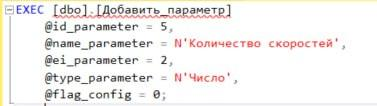 EXEC [dbo].[Добавить_параметр]
@id_parameter = 5,
@name_parameter = N'Количество скоростей',
@ei_parameter = 2,
@type_parameter = N'Число',
@flag_config = 0;